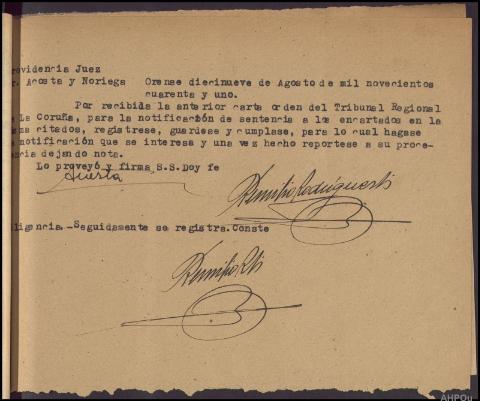 rovidencia Juez
r. Acosta y Noriega Orense diecinueve de Agosto de mil novecientos
cuarenta y uno.
Por recibida la anterior carta orden del Tribunal Regional
La Coruña, para la notificación de sentencia a los encartados en la
citados, registrese, guardese y cumplase, para lo cual hagase
notificación que se interesa y una vez hecho reportese a su proce-
encia dejando nota.
Lo proveyó y firma S.S. Doy fe
Acosta
ligencia.-Seguidamente se registra. Conste
AHPOu